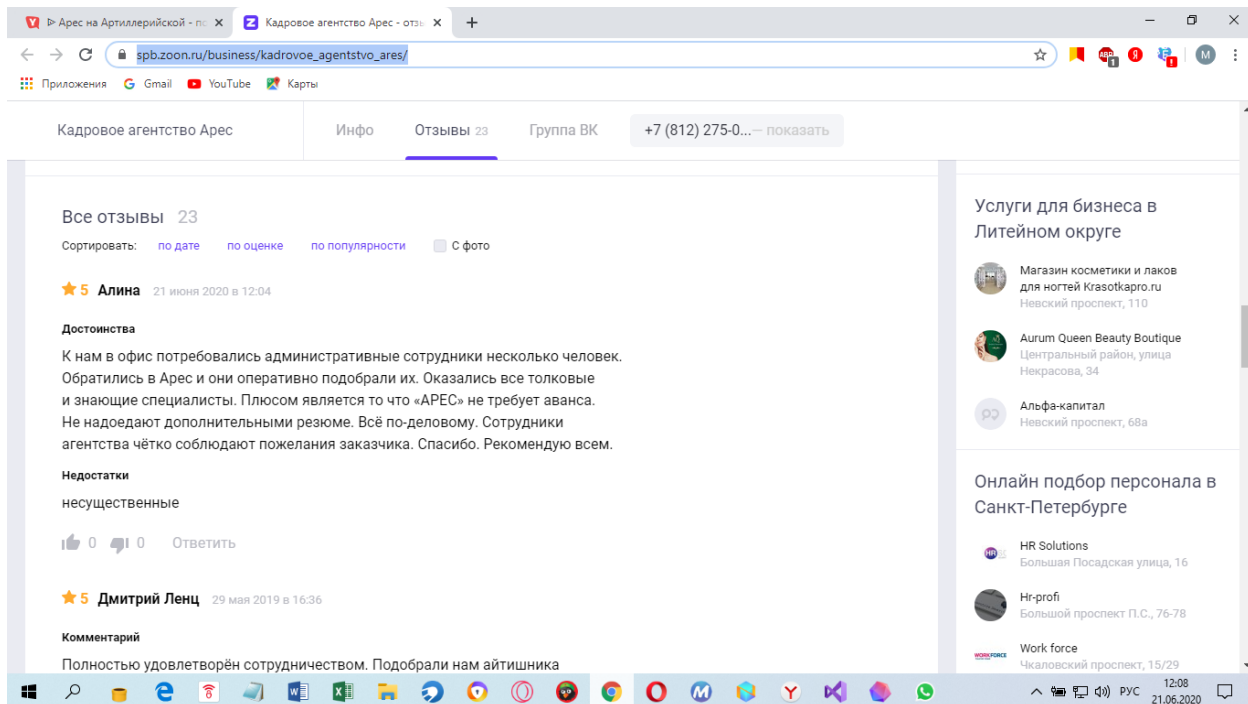 Арес на Артиллерийской - по
Кадровое агентство Арес - отзы
spb.zoon.ru/business/kadrovoe_agentstvo_ares/
ABP
1
Я
M
Приложения
Gmail
YouTube
Карты
Кадровое агентство Арес
Инфо
Отзывы 23
Группа ВК
+7 (812) 275-0...— показать
Все отзывы 23
Сортировать: по дате по оценке по популярности С фото
5 Алина 21 июня 2020 в 12:04
Достоинства
К нам в офис потребовались административные сотрудники несколько человек.
Обратились в Арес и они оперативно подобрали их. Оказались все толковые
и знающие специалисты. Плюсом является то что «АРЕС» не требует аванса.
Не надоедают дополнительными резюме. Всё по-деловому. Сотрудники
агентства чётко соблюдают пожелания заказчика. Спасибо. Рекомендую всем.
Недостатки
несущественные
0 0 Ответить
5 Дмитрий Ленц 29 мая 2019 в 16:36
Комментарий
Полностью удовлетворён сотрудничеством. Подобрали нам айтишника
Услуги для бизнеса в
Литейном округе
Магазин косметики и лаков
для ногтей Krasotkapro.ru
Невский проспект, 110
Aurum Queen Beauty Boutique
Центральный район, улица
Некрасова, 34
Альфа-капитал
Невский проспект, 68а
Онлайн подбор персонала в
Санкт-Петербурге
HR Solutions
Большая Посадская улица, 16
Hr-profi
Большой проспект П.С., 76-78
WORK FORCE
Work force
Чкаловский проспект, 15/29
РУС
12:08
21.06.2020